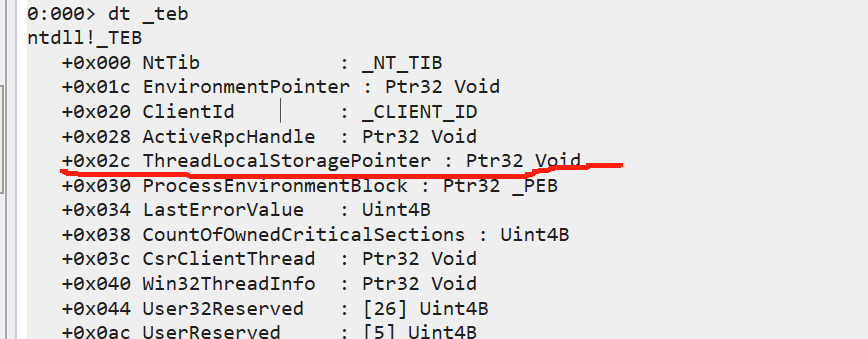 0:000> dt _teb
ntdll!_TEB
+0x000 NtTib : _NT_TIB
+0x01c EnvironmentPointer : Ptr32 Void
+0x020 ClientId : _CLIENT_ID
+0x028 ActiveRpcHandle : Ptr32 Void
+0x02c ThreadLocalStoragePointer : Ptr32 Void
+0x030 ProcessEnvironmentBlock : Ptr32 _PEB
+0x034 LastErrorValue : Uint4B
+0x038 CountOfOwnedCriticalSections : Uint4B
+0x03c CsrClientThread : Ptr32 Void
+0x040 Win32ThreadInfo : Ptr32 Void
+0x044 User32Reserved : [26] Uint4B
+0x0ac UserReserved : [5] Uint4B